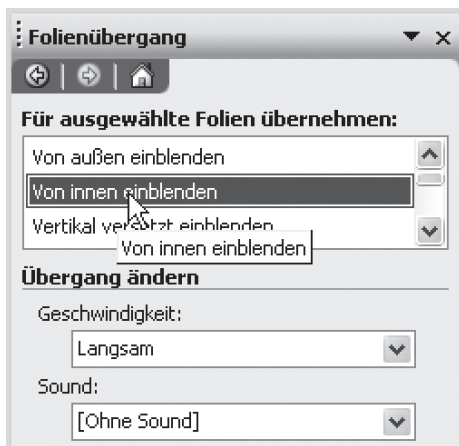 Folienübergang
Für ausgewählte Folien übernehmen:
Von außen einblenden
Von innen einblenden
Vertikal versetzt einblenden
Von innen einblenden
Übergang ändern
Geschwindigkeit:
Langsam
Sound:
[Ohne Sound]